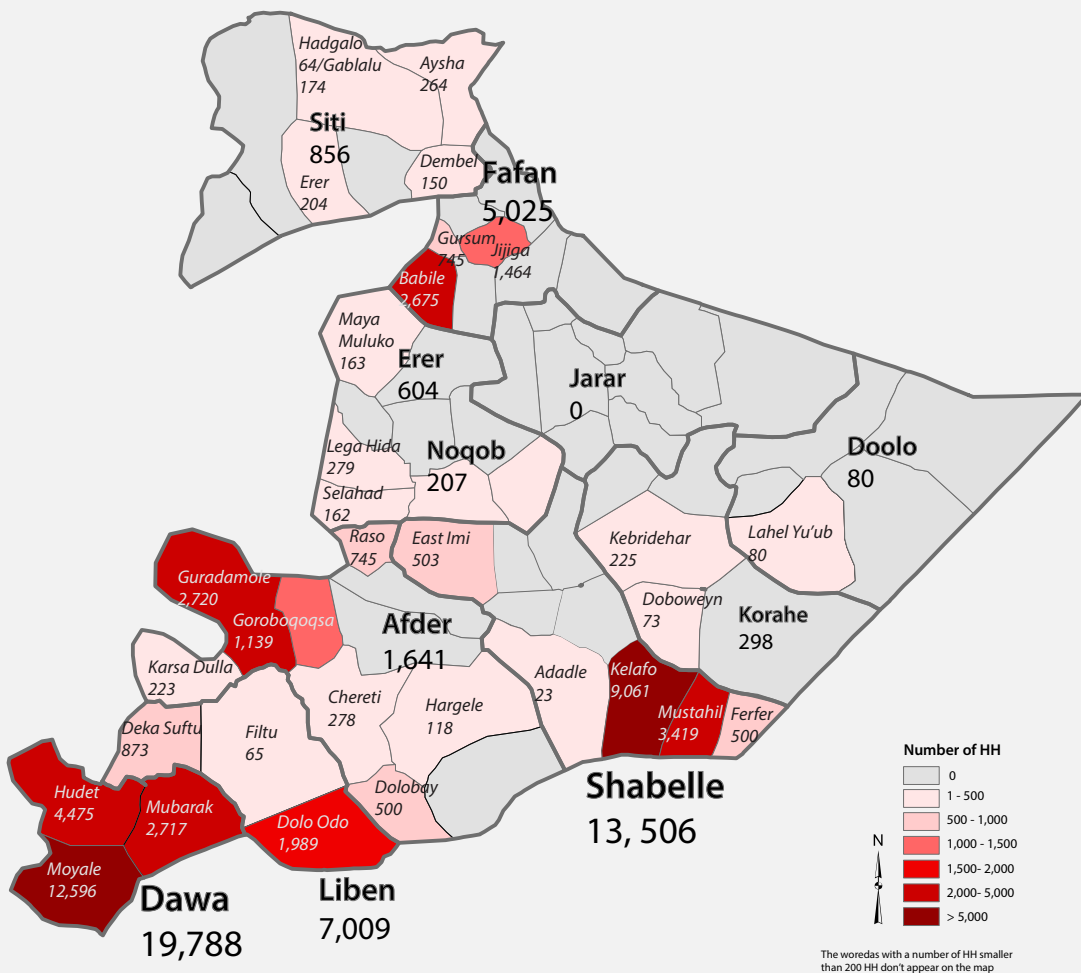 Hadgalo
64/Gablalu
174
Aysha
264
Siti
856
Dembel
150
Erer
204
Fafan
5,025
Gursum
745
Jijiga
1,464
Babile
2,675
Maya
Muluko
163
Erer
604
Jarar
0
Lega Hida
279
Noqob
207
Doolo
80
Selahad
162
Raso
745
East Imi
503
Kebridehar
225
Lahel Yu'ub
80
Guradamole
2,720
Goroboqoqsa
1,139
Doboweyn
73
Korahe
298
Afder
1,641
Karsa Dulla
223
Adadle
23
Kelafo
9,061
Chereti
278
Hargele
118
Mustahil
3,419
Ferfer
500
Deka Suftu
873
Filtu
65
Dolobay
500
Hudet
4,475
Mubarak
2,717
Dolo Odo
1,989
Shabelle
13, 506
Moyale
12,596
Dawa
19,788
Liben
7,009
Number of HH
0
1 - 500
500 - 1,000
1,000 - 1,500
1,500- 2,000
2,000- 5,000
> 5,000
N
The woredas with a number of HH smaller
than 200 HH don't appear on the map